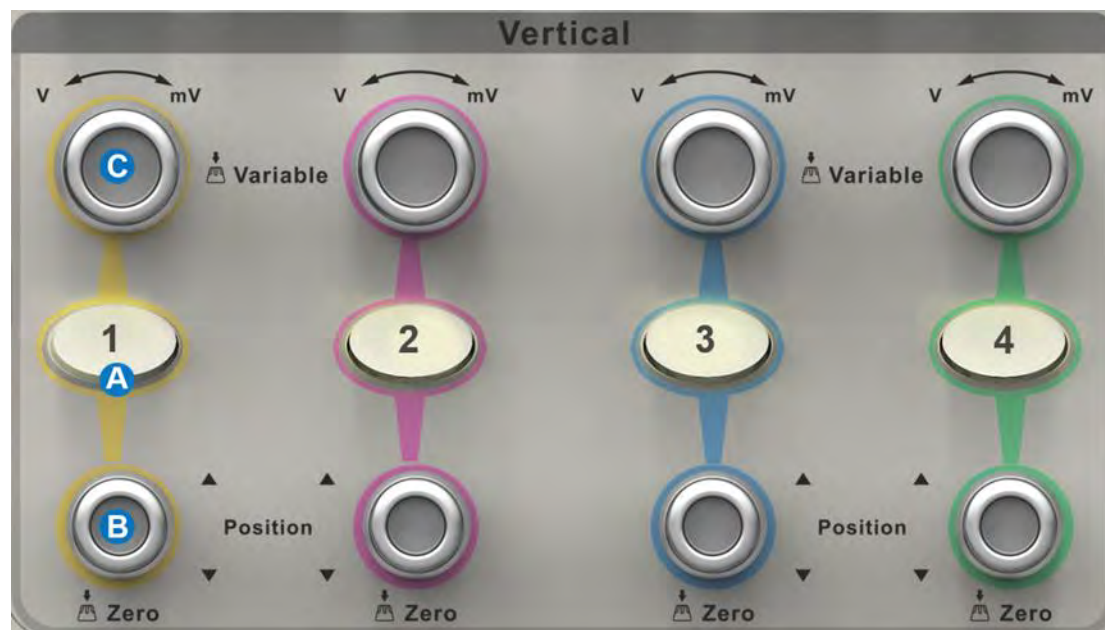 Vertical
V mV V mV V mV V mV
C Variable Variable
1 2 3 4
A
B Position Position
Zero Zero Zero Zero